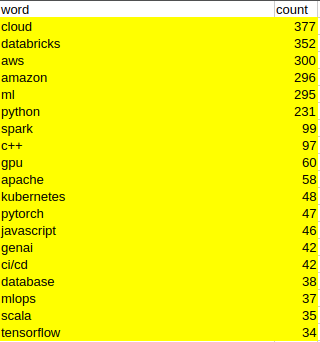 word count
cloud 377
databricks 352
aws 300
amazon 296
ml 295
python 231
spark 99
c++ 97
gpu 60
apache 58
kubernetes 48
pytorch 47
javascript 46
genai 42
ci/cd 42
database 38
mlops 37
scala 35
tensorflow 34